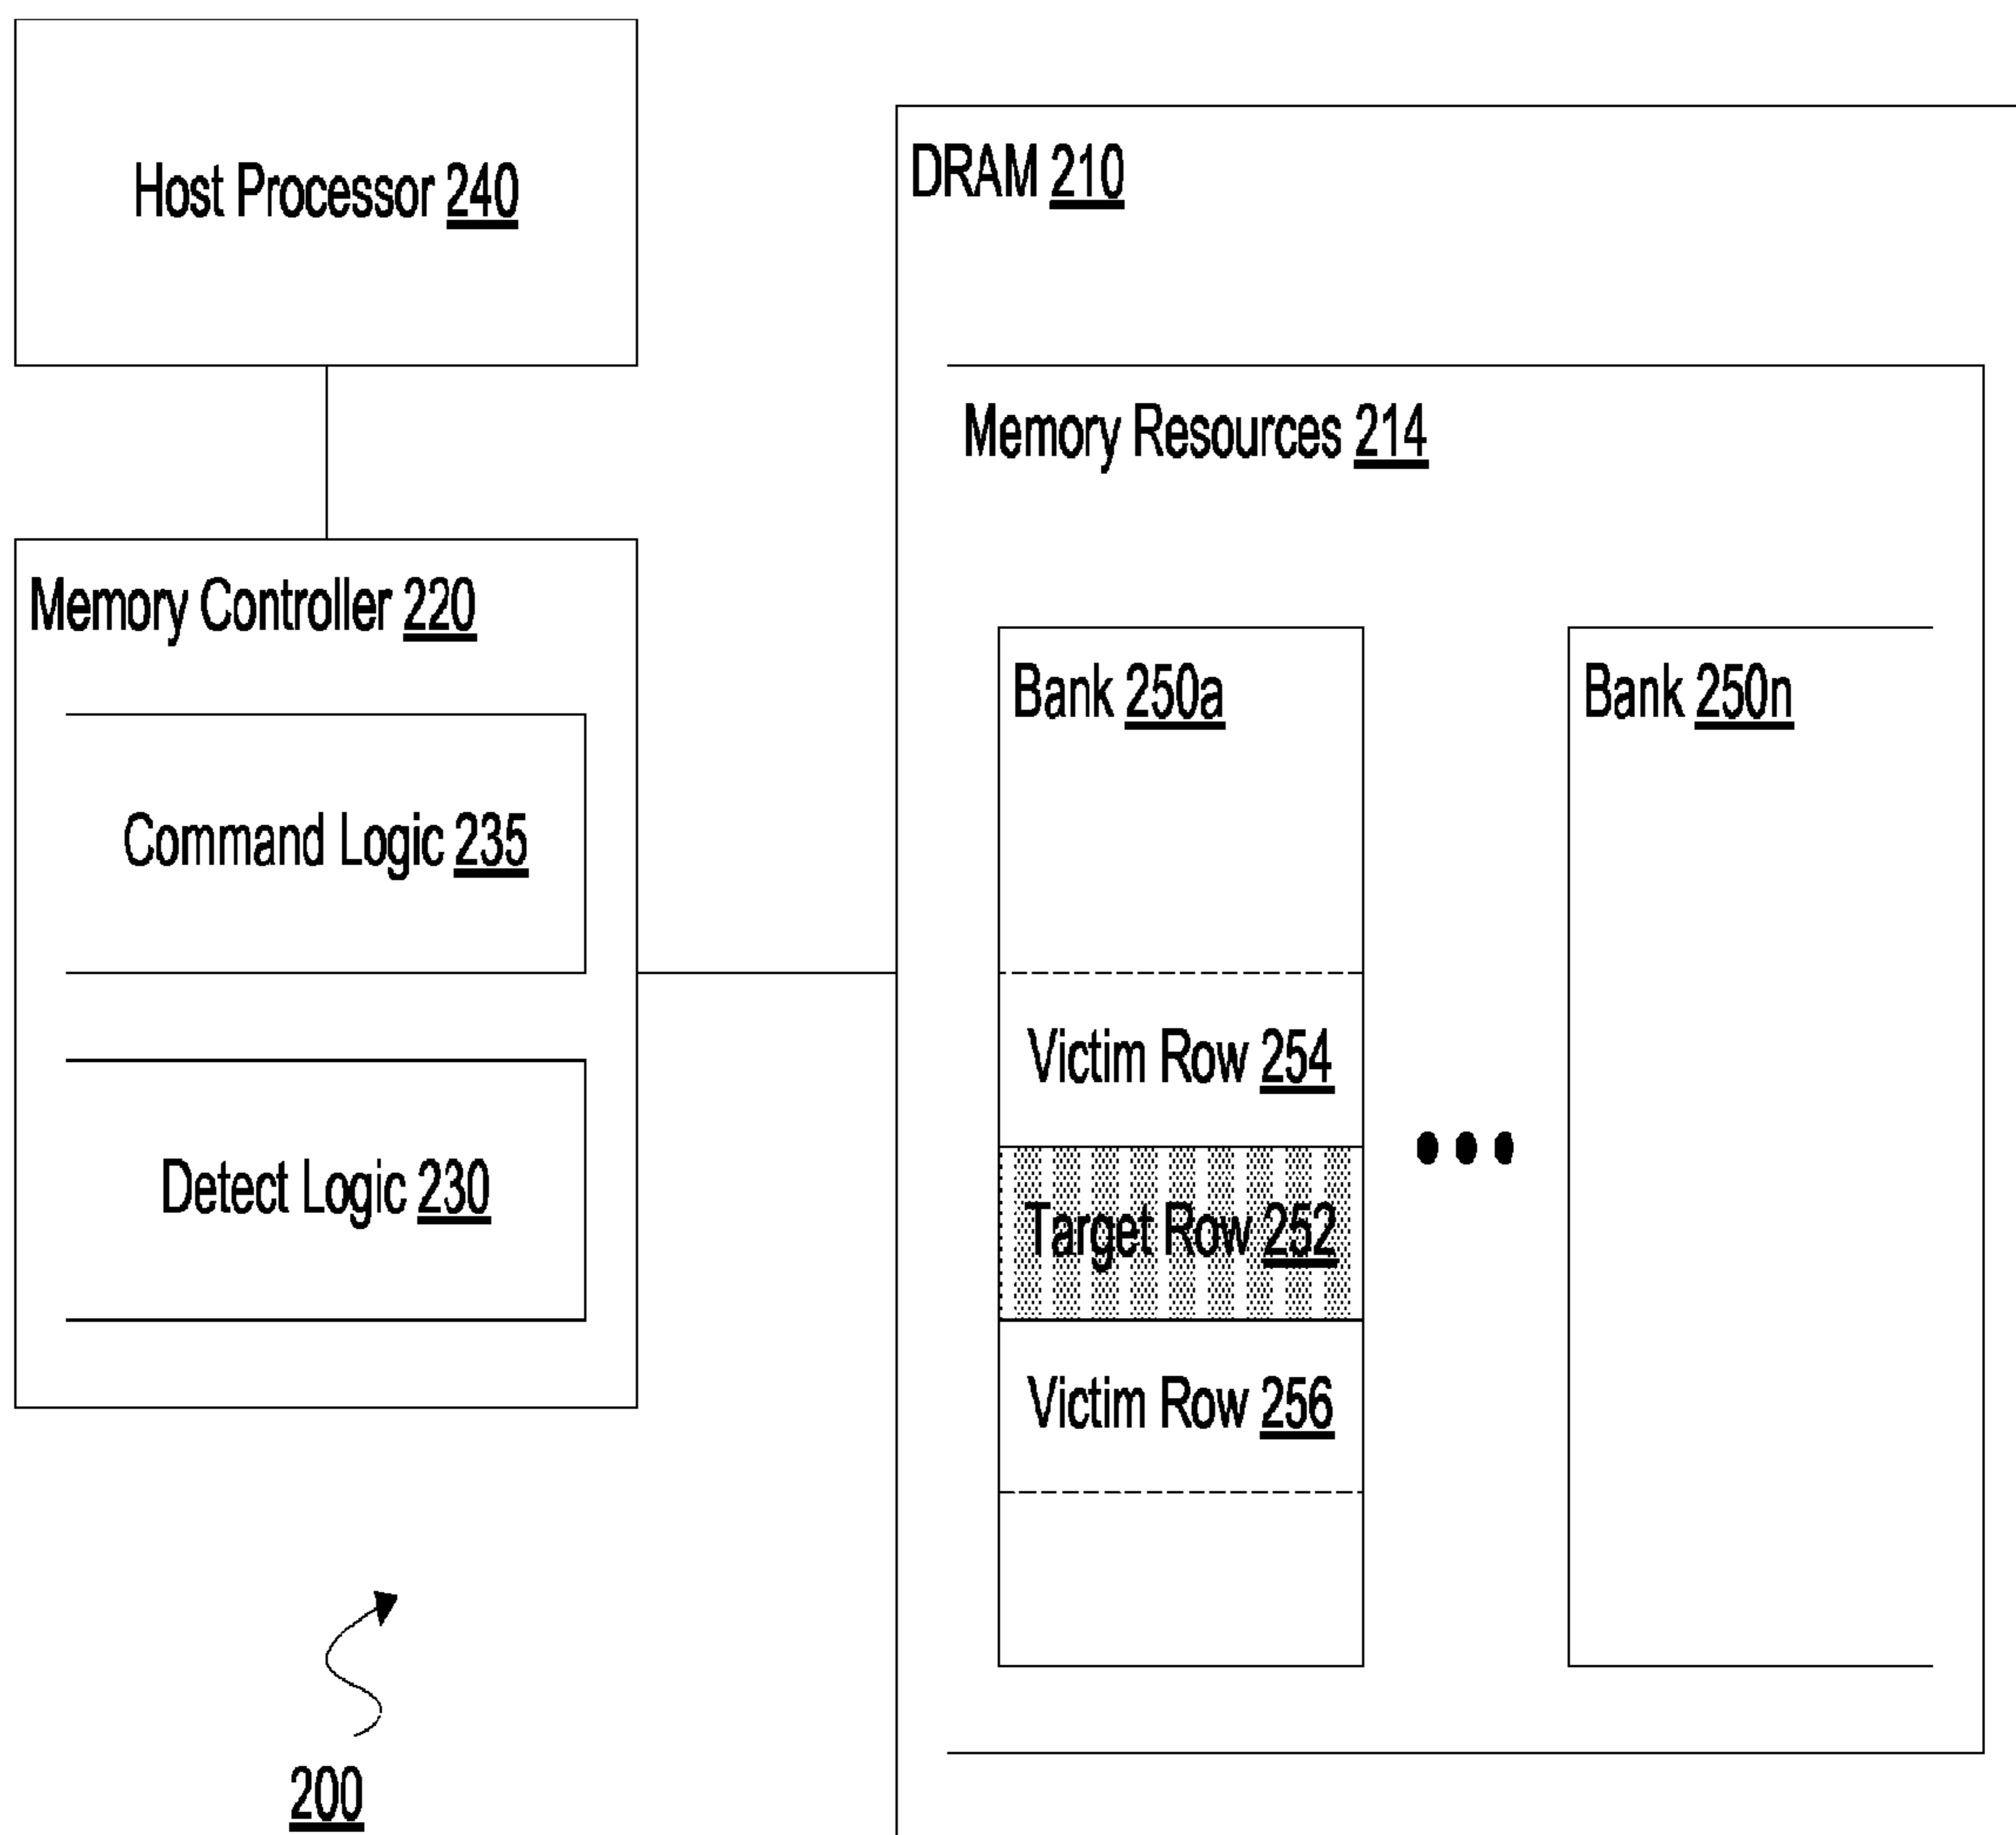 Host Processor 240
Memory Controller 220
Command Logic 235
Detect Logic 230
200
DRAM 210
Memory Resources 214
Bank 250a
Victim Row 254
Target Row 252
Victim Row 256
Bank 250n